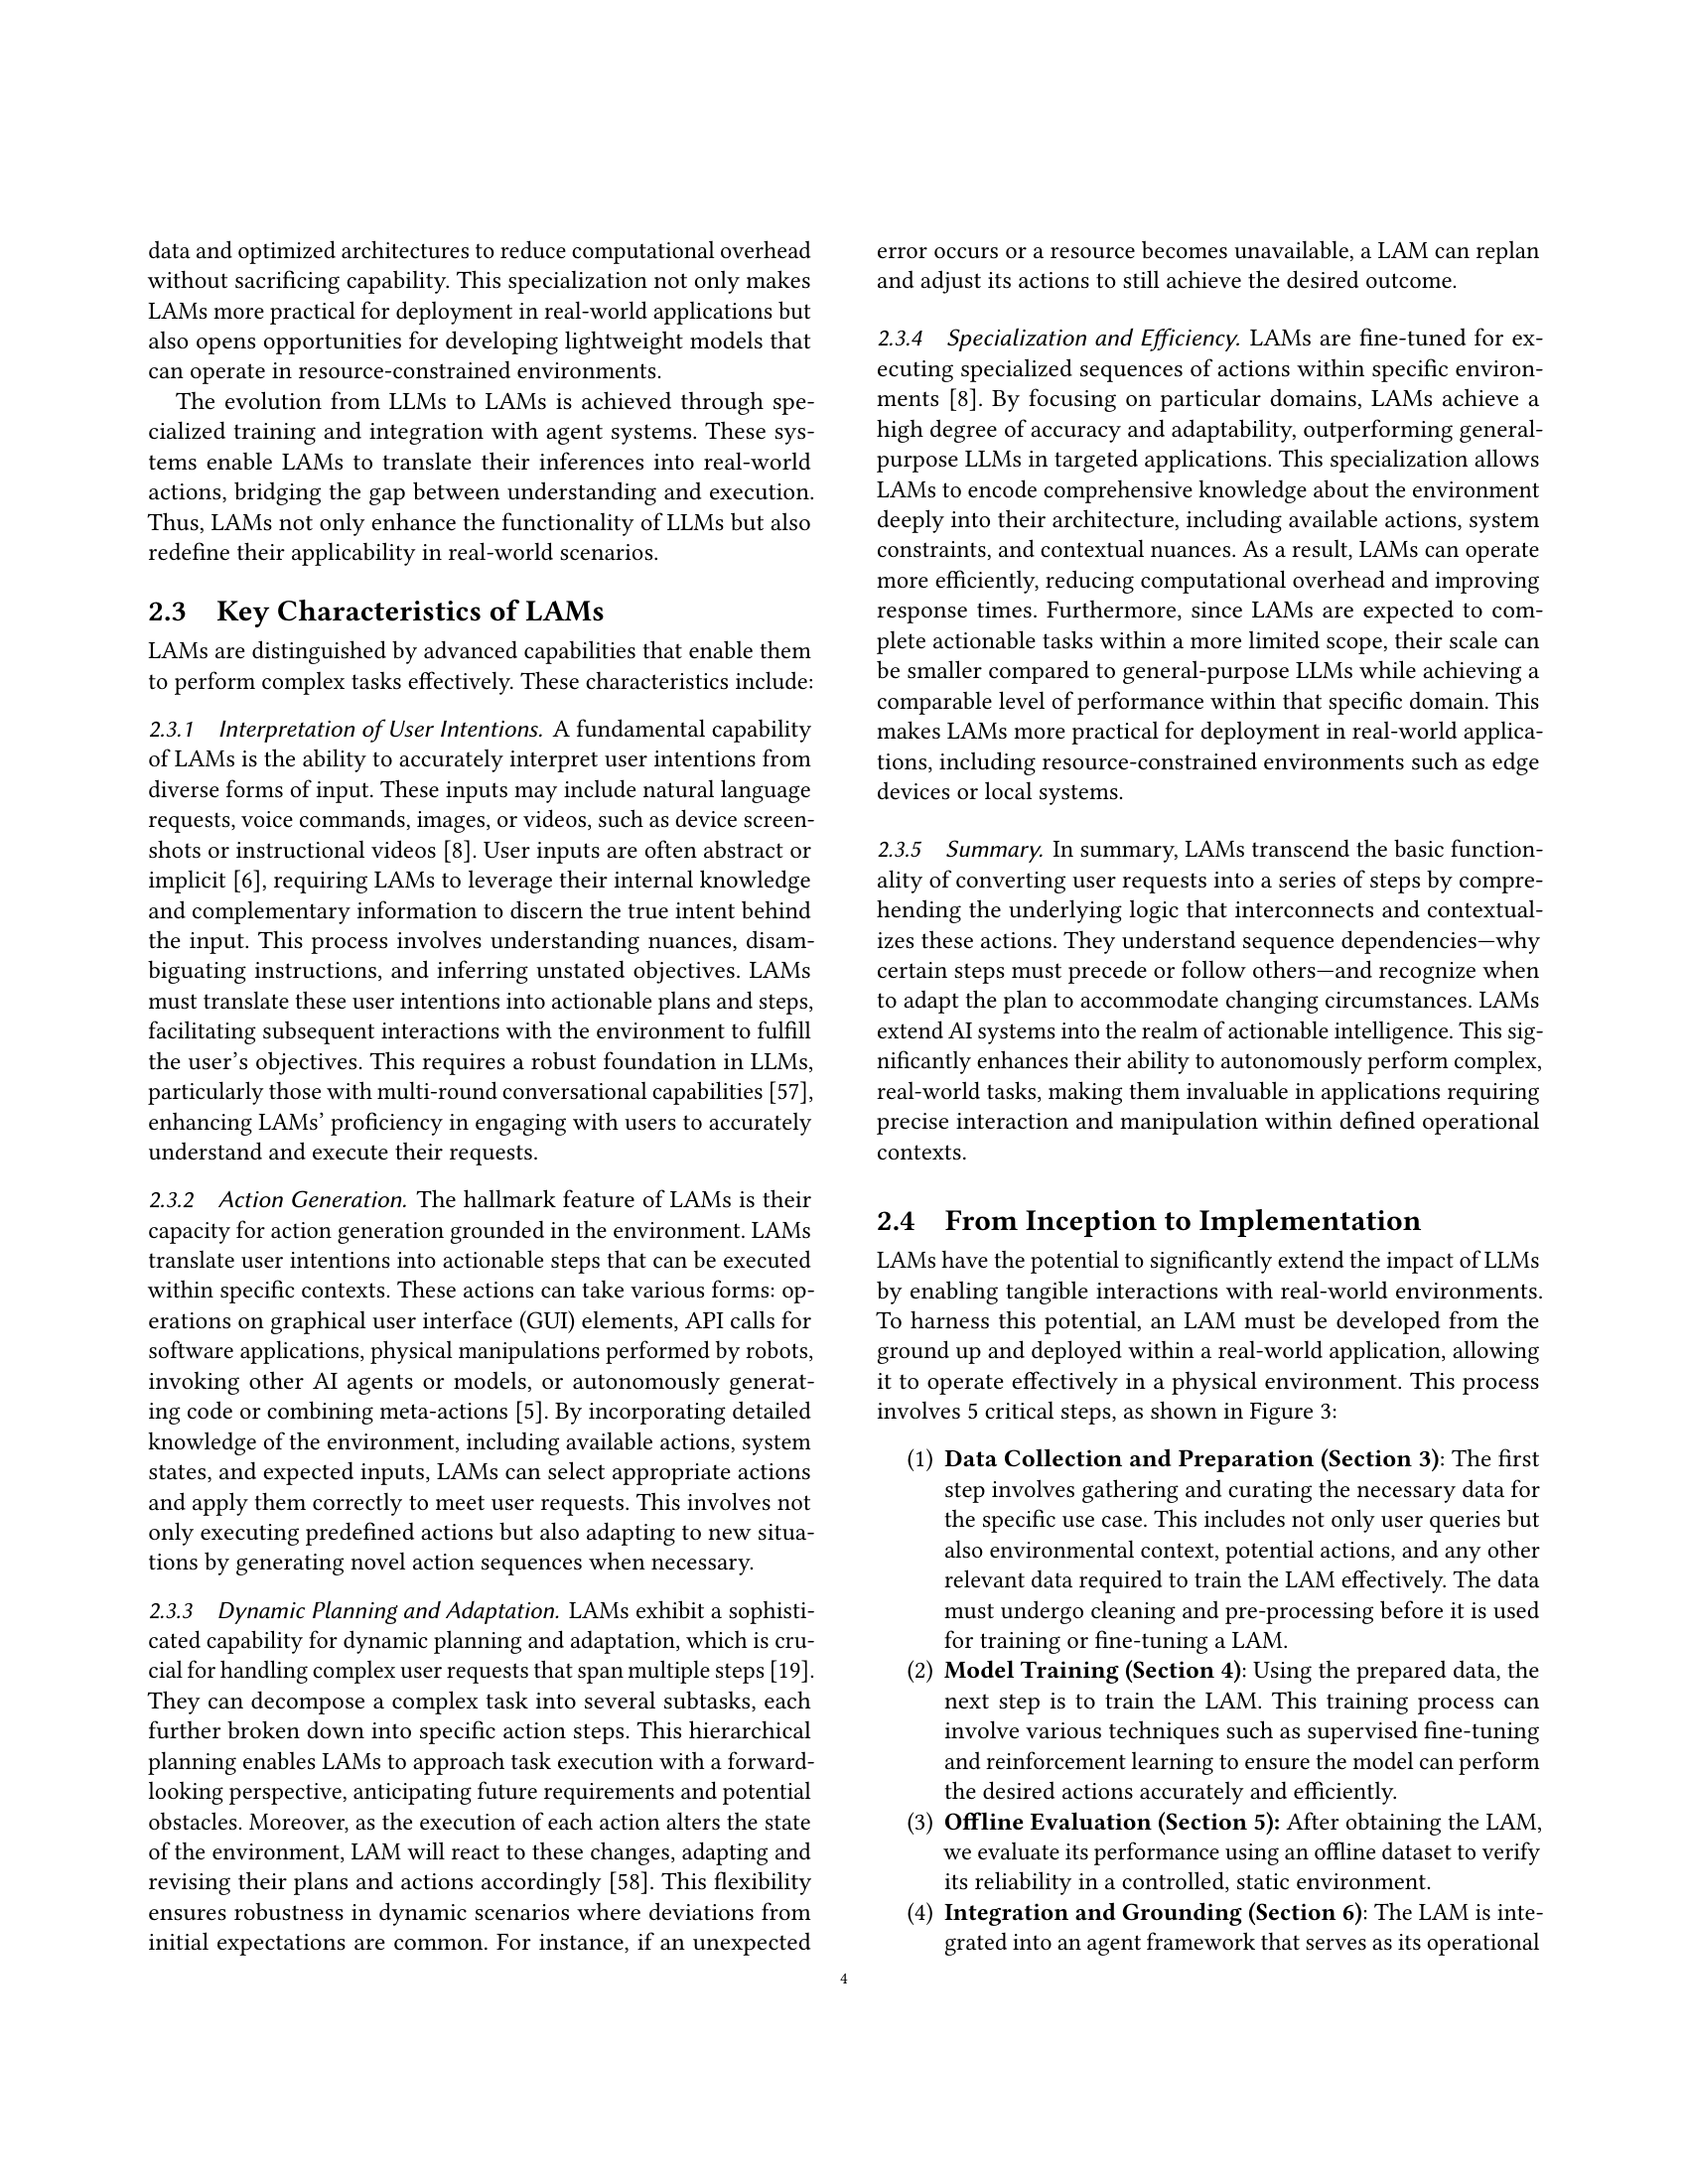 data and optimized architectures to reduce computational overhead
without sacrificing capability. This specialization not only makes
LAMs more practical for deployment in real-world applications but
also opens opportunities for developing lightweight models that
can operate in resource-constrained environments.
The evolution from LLMs to LAMs is achieved through spe-
cialized training and integration with agent systems. These sys-
tems enable LAMs to translate their inferences into real-world
actions, bridging the gap between understanding and execution.
Thus, LAMs not only enhance the functionality of LLMs but also
redefine their applicability in real-world scenarios.
2.3 Key Characteristics of LAMs
LAMs are distinguished by advanced capabilities that enable them
to perform complex tasks effectively. These characteristics include:
2.3.1 Interpretation of User Intentions. A fundamental capability
of LAMs is the ability to accurately interpret user intentions from
diverse forms of input. These inputs may include natural language
requests, voice commands, images, or videos, such as device screen-
shots or instructional videos [8]. User inputs are often abstract or
implicit [6], requiring LAMs to leverage their internal knowledge
and complementary information to discern the true intent behind
the input. This process involves understanding nuances, disam-
biguating instructions, and inferring unstated objectives. LAMs
must translate these user intentions into actionable plans and steps,
facilitating subsequent interactions with the environment to fulfill
the user's objectives. This requires a robust foundation in LLMs,
particularly those with multi-round conversational capabilities [57],
enhancing LAMs' proficiency in engaging with users to accurately
understand and execute their requests.
2.3.2 Action Generation. The hallmark feature of LAMs is their
capacity for action generation grounded in the environment. LAMs
translate user intentions into actionable steps that can be executed
within specific contexts. These actions can take various forms: op-
erations on graphical user interface (GUI) elements, API calls for
software applications, physical manipulations performed by robots,
invoking other AI agents or models, or autonomously generat-
ing code or combining meta-actions [5]. By incorporating detailed
knowledge of the environment, including available actions, system
states, and expected inputs, LAMs can select appropriate actions
and apply them correctly to meet user requests. This involves not
only executing predefined actions but also adapting to new situa-
tions by generating novel action sequences when necessary.
2.3.3 Dynamic Planning and Adaptation. LAMs exhibit a sophisti-
cated capability for dynamic planning and adaptation, which is cru-
cial for handling complex user requests that span multiple steps [19].
They can decompose a complex task into several subtasks, each
further broken down into specific action steps. This hierarchical
planning enables LAMs to approach task execution with a forward-
looking perspective, anticipating future requirements and potential
obstacles. Moreover, as the execution of each action alters the state
of the environment, LAM will react to these changes, adapting and
revising their plans and actions accordingly [58]. This flexibility
ensures robustness in dynamic scenarios where deviations from
initial expectations are common. For instance, if an unexpected
error occurs or a resource becomes unavailable, a LAM can replan
and adjust its actions to still achieve the desired outcome.
2.3.4 Specialization and Efficiency. LAMs are fine-tuned for ex-
ecuting specialized sequences of actions within specific environ-
ments [8]. By focusing on particular domains, LAMs achieve a
high degree of accuracy and adaptability, outperforming general-
purpose LLMs in targeted applications. This specialization allows
LAMs to encode comprehensive knowledge about the environment
deeply into their architecture, including available actions, system
constraints, and contextual nuances. As a result, LAMs can operate
more efficiently, reducing computational overhead and improving
response times. Furthermore, since LAMs are expected to com-
plete actionable tasks within a more limited scope, their scale can
be smaller compared to general-purpose LLMs while achieving a
comparable level of performance within that specific domain. This
makes LAMs more practical for deployment in real-world applica-
tions, including resource-constrained environments such as edge
devices or local systems.
2.3.5 Summary. In summary, LAMs transcend the basic function-
ality of converting user requests into a series of steps by compre-
hending the underlying logic that interconnects and contextual-
izes these actions. They understand sequence dependencies—why
certain steps must precede or follow others—and recognize when
to adapt the plan to accommodate changing circumstances. LAMs
extend AI systems into the realm of actionable intelligence. This sig-
nificantly enhances their ability to autonomously perform complex,
real-world tasks, making them invaluable in applications requiring
precise interaction and manipulation within defined operational
contexts.
2.4 From Inception to Implementation
LAMs have the potential to significantly extend the impact of LLMs
by enabling tangible interactions with real-world environments.
To harness this potential, an LAM must be developed from the
ground up and deployed within a real-world application, allowing
it to operate effectively in a physical environment. This process
involves 5 critical steps, as shown in Figure 3:
(1) Data Collection and Preparation (Section 3): The first
step involves gathering and curating the necessary data for
the specific use case. This includes not only user queries but
also environmental context, potential actions, and any other
relevant data required to train the LAM effectively. The data
must undergo cleaning and pre-processing before it is used
for training or fine-tuning a LAM.
(2) Model Training (Section 4): Using the prepared data, the
next step is to train the LAM. This training process can
involve various techniques such as supervised fine-tuning
and reinforcement learning to ensure the model can perform
the desired actions accurately and efficiently.
(3) Offline Evaluation (Section 5): After obtaining the LAM,
we evaluate its performance using an offline dataset to verify
its reliability in a controlled, static environment.
(4) Integration and Grounding (Section 6): The LAM is inte-
grated into an agent framework that serves as its operational
4